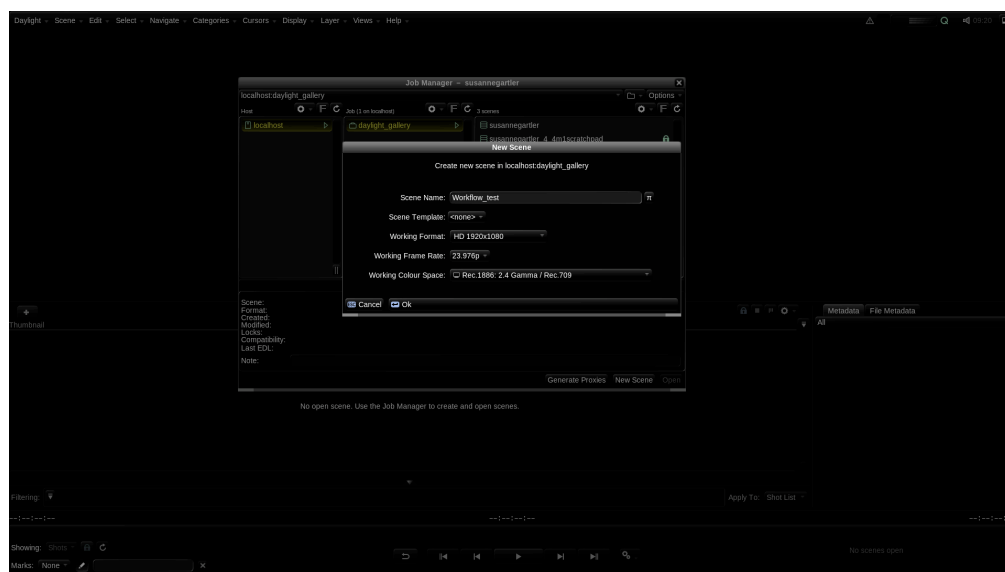 Daylight Scene Edit Select Navigate Categories Cursors Display Layer Views Help
09:20
Job Manager – susannegartler
localhost:daylight_gallery
Options
Host
Job (1 on localhost)
3 scenes
localhost
daylight_gallery
susannegartler
susannegartler_4_4m1scratchpad
New Scene
Create new scene in localhost:daylight_gallery
Scene Name: Workflow_test
π
Scene Template: <none>
Working Format: HD 1920x1080
Working Frame Rate: 23.976p
Working Colour Space: Rec.1886: 2.4 Gamma / Rec.709
Cancel Ok
Scene:
Format:
Created:
Modified:
Locks:
Compatibility:
Last EDL:
Note:
Generate Proxies New Scene Open
+
Thumbnail
Metadata File Metadata
All
No open scene. Use the Job Manager to create and open scenes.
Filtering:
Apply To: Shot List
--:--:--:--
--:--:--:--
--:--:--
Showing: Shots
No scenes open
Marks: None